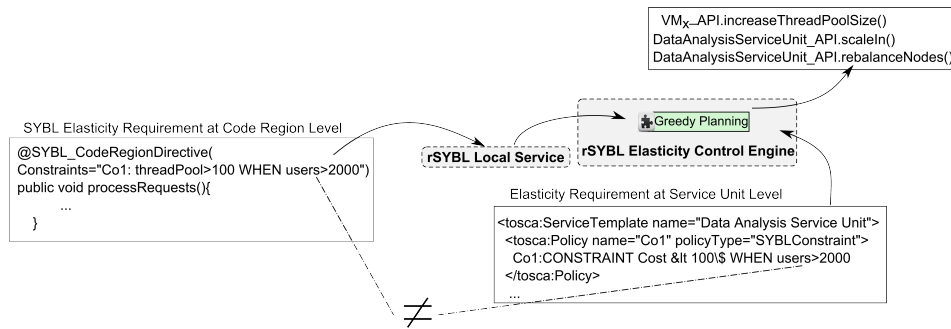 VMX_API.increaseThreadPoolSize()
DataAnalysisServiceUnit_API.scaleIn()
DataAnalysisServiceUnit_API.rebalanceNodes()
Greedy Planning
rSYBL Elasticity Control Engine
rSYBL Local Service
SYBL Elasticity Requirement at Code Region Level
@SYBL_CodeRegionDirective(
Constraints="Co1: threadPool>100 WHEN users>2000")
public void processRequests(){
...
}
Elasticity Requirement at Service Unit Level
<tosca:ServiceTemplate name="Data Analysis Service Unit">
<tosca:Policy name="Co1" policyType="SYBLConstraint">
Co1:CONSTRAINT Cost &lt 100\$ WHEN users>2000
</tosca:Policy>
...
≠